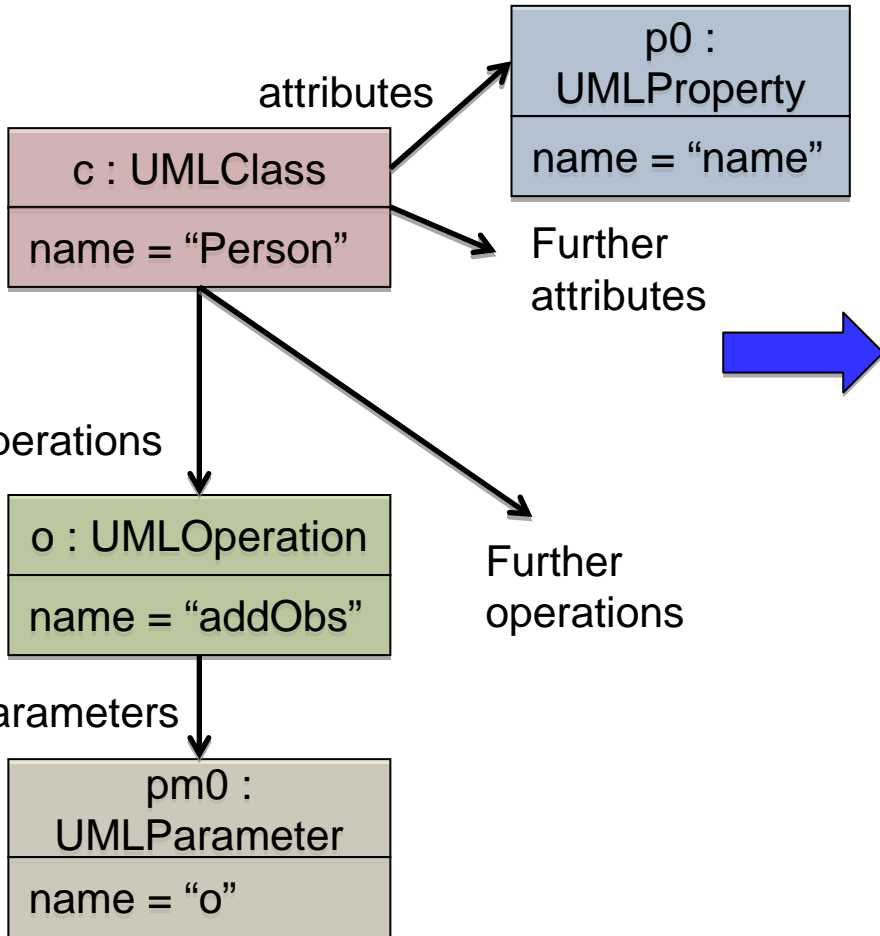 p0 :
UMLProperty
attributes
name = “name”
c : UMLClass
name = “Person”
Further
attributes
perations
o : UMLOperation
name = “addObs”
Further
operations
arameters
pm0 :
UMLParameter
name = “o”